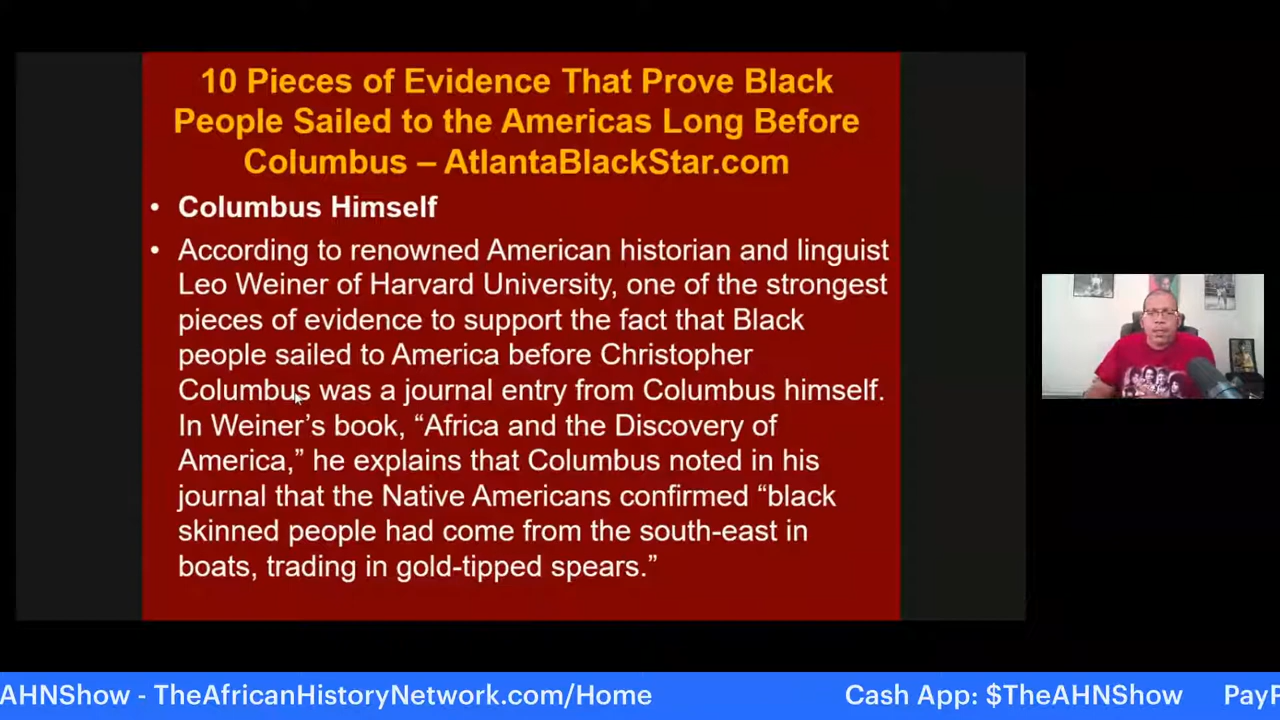 10 Pieces of Evidence That Prove Black
People Sailed to the Americas Long Before
Columbus – AtlantaBlackStar.com
• Columbus Himself
• According to renowned American historian and linguist
Leo Weiner of Harvard University, one of the strongest
pieces of evidence to support the fact that Black
people sailed to America before Christopher
Columbus was a journal entry from Columbus himself.
In Weiner’s book, “Africa and the Discovery of
America,” he explains that Columbus noted in his
journal that the Native Americans confirmed “black
skinned people had come from the south-east in
boats, trading in gold-tipped spears.”
AHNShow - TheAfricanHistoryNetwork.com/Home Cash App: $TheAHNShow PayP